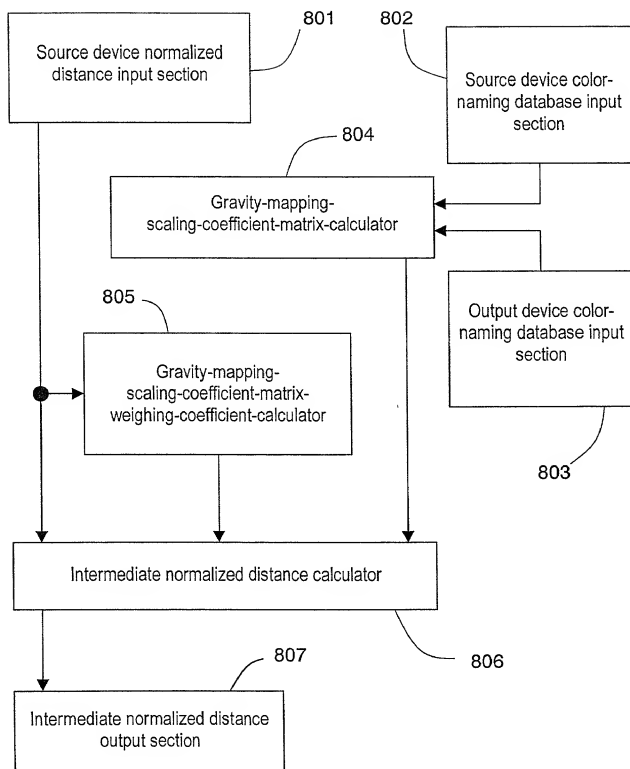 801
802
Source device normalized
distance input section
Source device color-
naming database input
section
804
Gravity-mapping-
scaling-coefficient-matrix-calculator
805
Output device color-
naming database input
section
Gravity-mapping-
scaling-coefficient-matrix-
weighing-coefficient-calculator
803
Intermediate normalized distance calculator
806
807
Intermediate normalized distance
output section